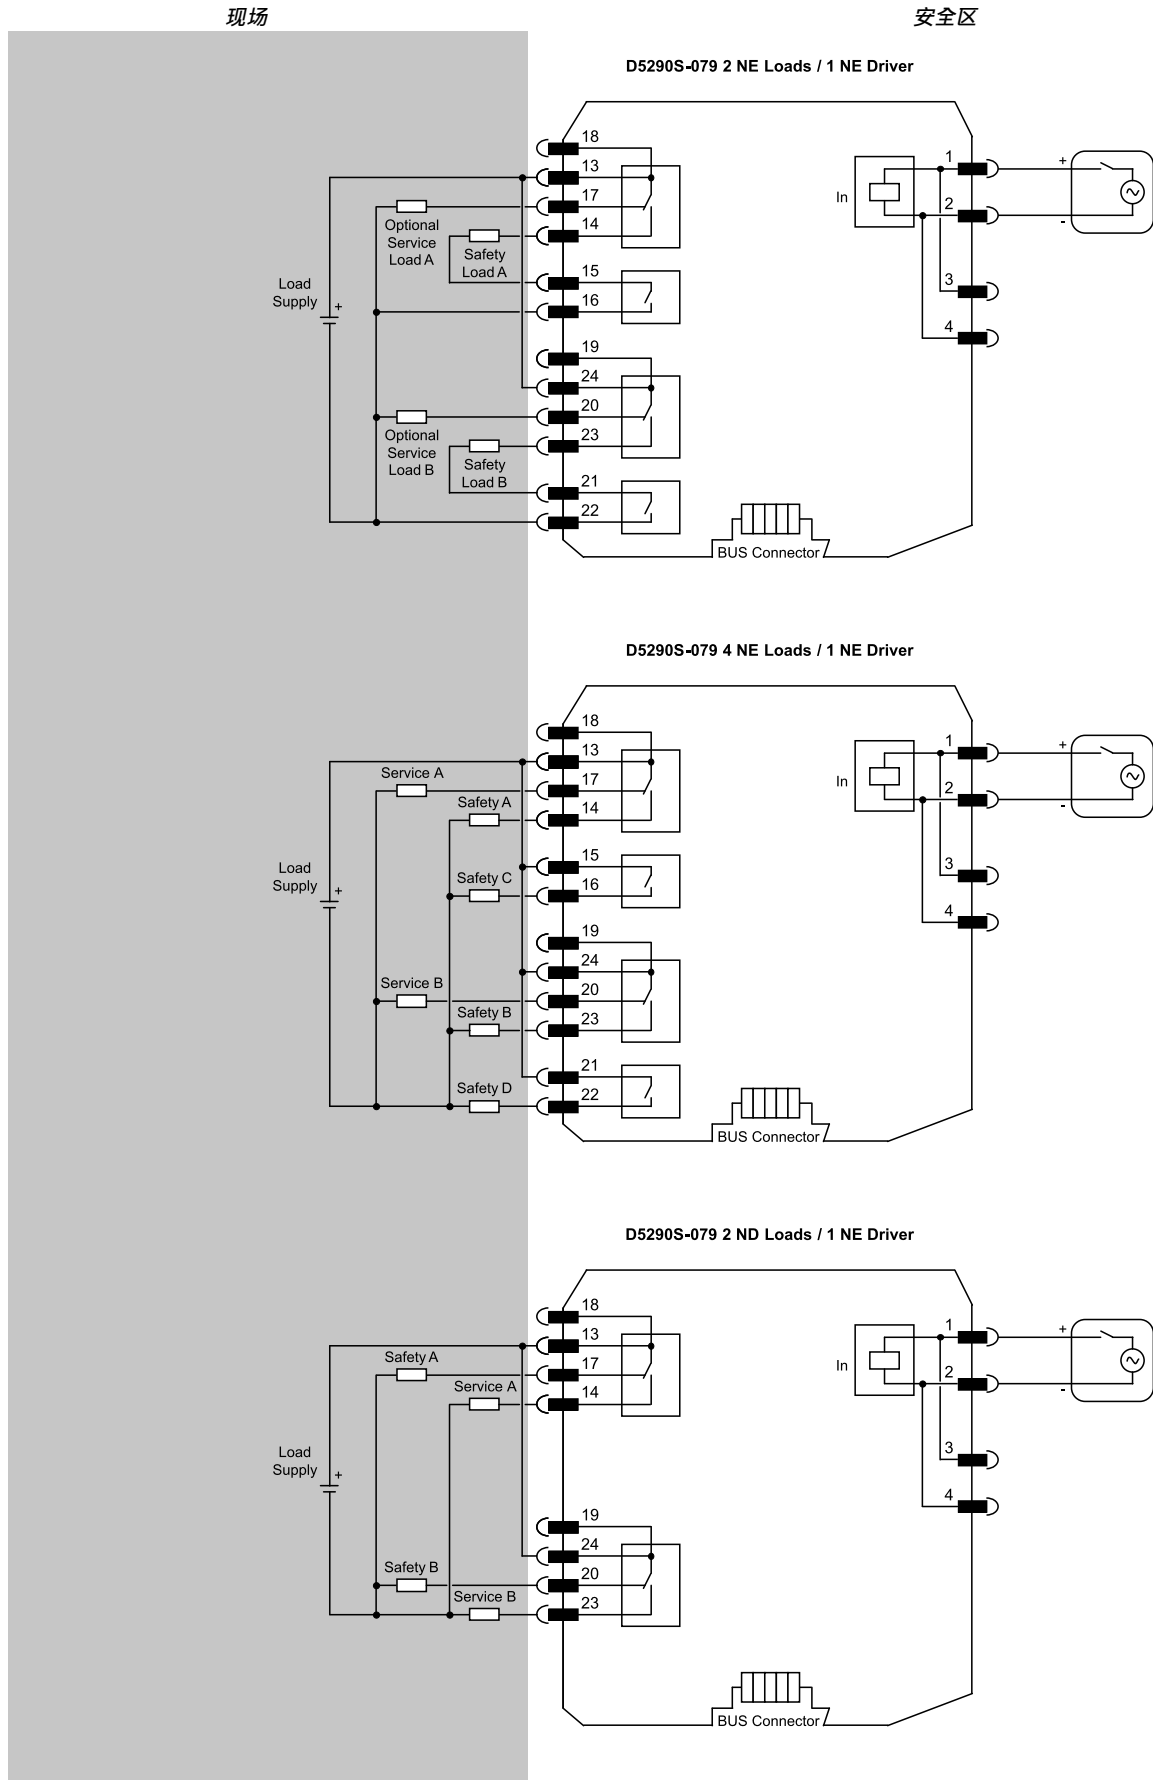 现场
安全区
D5290S-079 2 NE Loads / 1 NE Driver
18
13
17
14
15
16
19
24
20
23
21
22
Optional
Service
Load A
Safety
Load A
Load
Supply
+
Optional
Service
Load B
Safety
Load B
In
1
2
3
4
+
-
BUS Connector
D5290S-079 4 NE Loads / 1 NE Driver
18
13
17
14
15
16
19
24
20
23
21
22
Service A
Safety A
Load
Supply
+
Safety C
Service B
Safety B
Safety D
In
1
2
3
4
+
-
BUS Connector
D5290S-079 2 ND Loads / 1 NE Driver
18
13
17
14
19
24
20
23
Safety A
Service A
Load
Supply
+
Safety B
Service B
In
1
2
3
4
+
-
BUS Connector